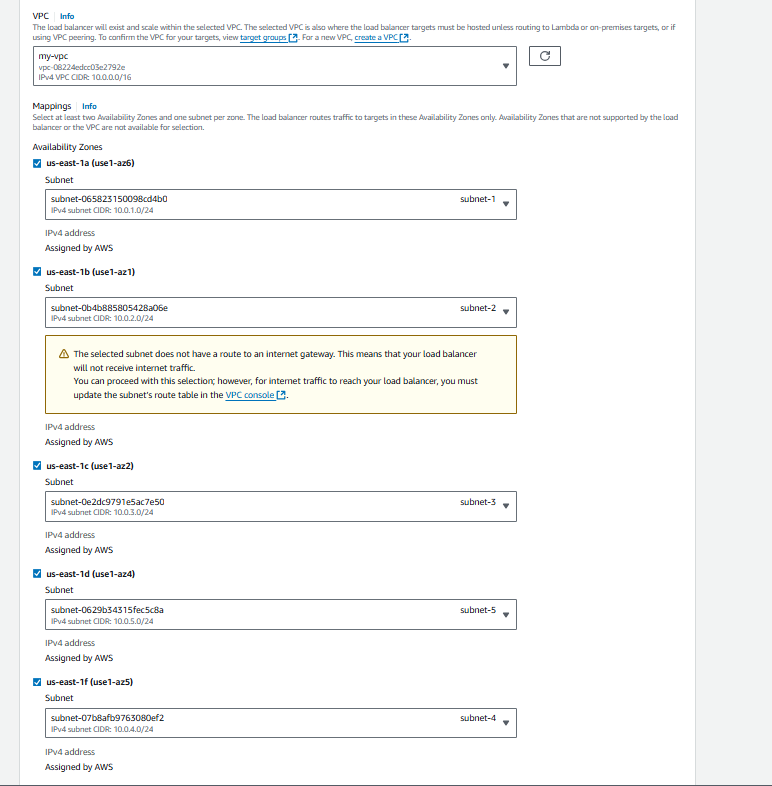 VPC | Info
The load balancer will exist and scale within the selected VPC. The selected VPC is also where the load balancer targets must be hosted unless routing to Lambda or on-premises targets, or if
using VPC peering. To confirm the VPC for your targets, view target groups. For a new VPC, create a VPC.
my-vpc
vpc-08224edcc03e2792e
IPv4 VPC CIDR: 10.0.0.0/16
Mappings | Info
Select at least two Availability Zones and one subnet per zone. The load balancer routes traffic to targets in these Availability Zones only. Availability Zones that are not supported by the load
balancer or the VPC are not available for selection.
Availability Zones
us-east-1a (use1-az6)
Subnet
subnet-065823150098cd4b0 subnet-1
IPv4 subnet CIDR: 10.0.1.0/24
IPv4 address
Assigned by AWS
us-east-1b (use1-az1)
Subnet
subnet-0b4b885805428a06e subnet-2
IPv4 subnet CIDR: 10.0.2.0/24
The selected subnet does not have a route to an internet gateway. This means that your load balancer
will not receive internet traffic.
You can proceed with this selection; however, for internet traffic to reach your load balancer, you must
update the subnet's route table in the VPC console.
IPv4 address
Assigned by AWS
us-east-1c (use1-az2)
Subnet
subnet-0e2dc9791e5ac7e50 subnet-3
IPv4 subnet CIDR: 10.0.3.0/24
IPv4 address
Assigned by AWS
us-east-1d (use1-az4)
Subnet
subnet-0629b34315fec5c8a subnet-5
IPv4 subnet CIDR: 10.0.5.0/24
IPv4 address
Assigned by AWS
us-east-1f (use1-az5)
Subnet
subnet-07b8afb9763080ef2 subnet-4
IPv4 subnet CIDR: 10.0.4.0/24
IPv4 address
Assigned by AWS